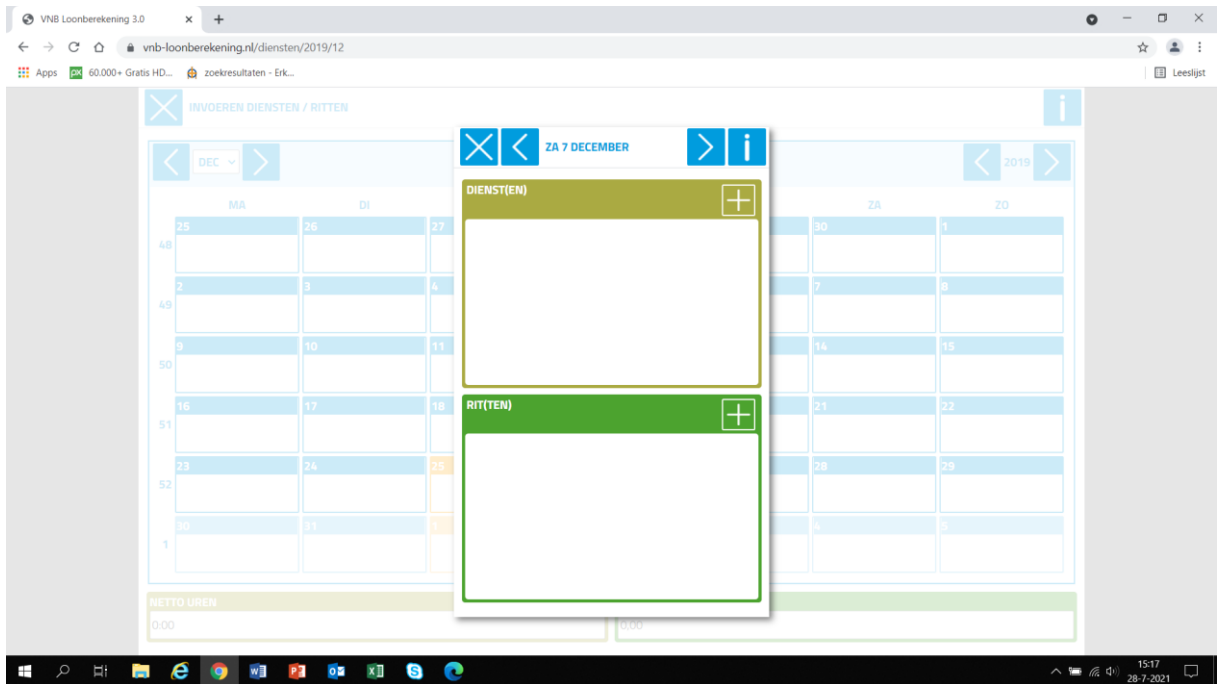 VNB Loonberekening 3.0
vnb-loonberekening.nl/diensten/2019/12
Apps 60.000+ Gratis HD... zoekresultaten - Erk... Leeslijst
INVOEREN DIENSTEN / RITTEN
ZA 7 DECEMBER
DEC 2019
DIENST(EN)
MA DI ZA ZO
25 26 27 30 1
48
2 3 4 7 8
49
9 10 11 14 15
50
RIT(TEN)
16 17 18 21 22
51
23 24 25 28 29
52
30 31 1 4 5
1
NETTO UREN
0:00 0.00
15:17
28-7-2021